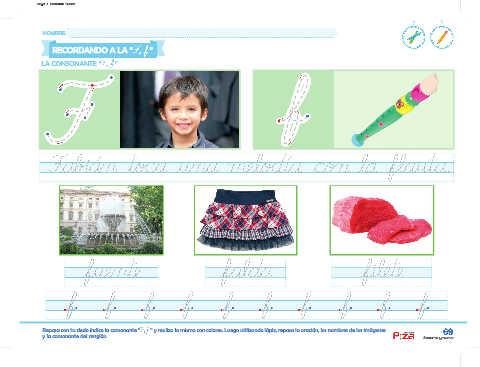 NOMBRE:
RECORDANDO A LA "F, f"
LA CONSONANTE "F, f"
F f
Fabián toca una melodía con la flauta
fuente falda filete
f f f f f f f f f f
Repasa con tu dedo índice la consonante "F, f" y realiza lo mismo con colores. Luego utilizando lápiz, repasa la oración, los nombres de las imágenes
y la consonante del renglón.
Pizza
69